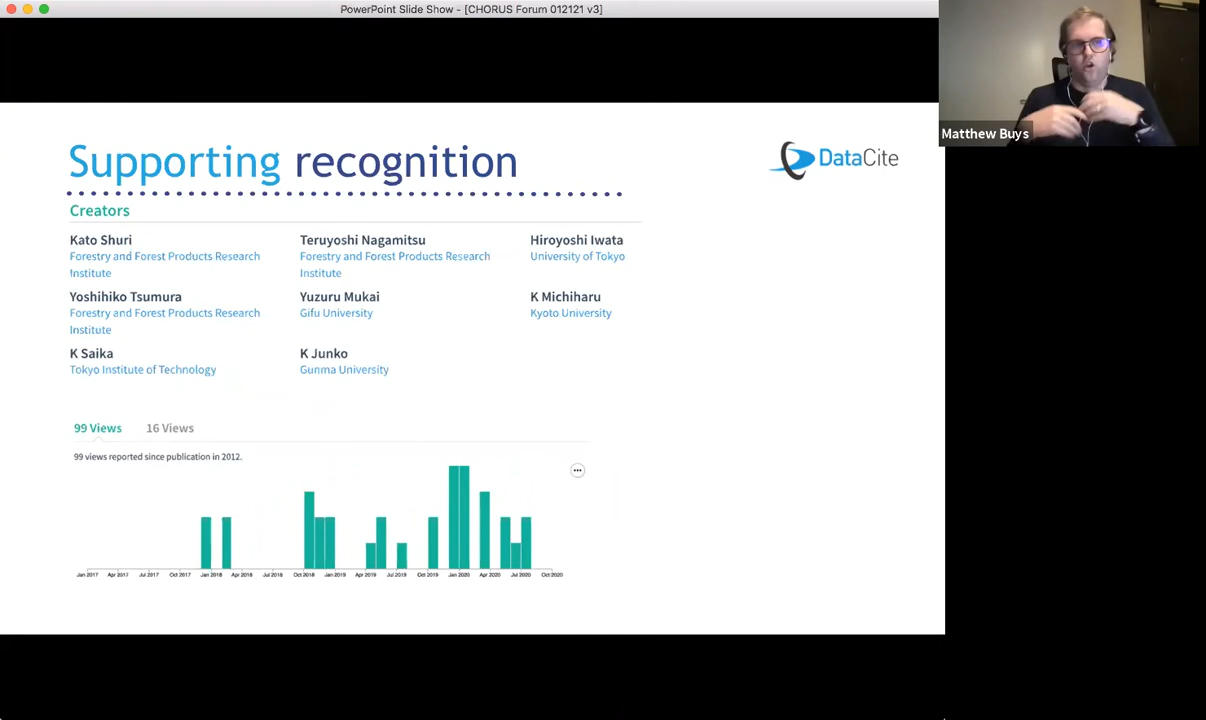 PowerPoint Slide Show - [CHORUS Forum 012121 v3]
Matthew Buys
Supporting recognition
DataCite
Creators
Kato Shuri
Forestry and Forest Products Research
Institute
Teruyoshi Nagamitsu
Forestry and Forest Products Research
Institute
Hiroyoshi Iwata
University of Tokyo
Yoshihiko Tsumura
Forestry and Forest Products Research
Institute
Yuzuru Mukai
Gifu University
K Michiharu
Kyoto University
K Saika
Tokyo Institute of Technology
K Junko
Gunma University
99 Views 16 Views
99 views reported since publication in 2012.
Jan 2017 Apr 2017 Jul 2017 Oct 2017 Jan 2018 Apr 2018 Jul 2018 Oct 2018 Jan 2019 Apr 2019 Jul 2019 Oct 2019 Jan 2020 Apr 2020 Jul 2020 Oct 2020